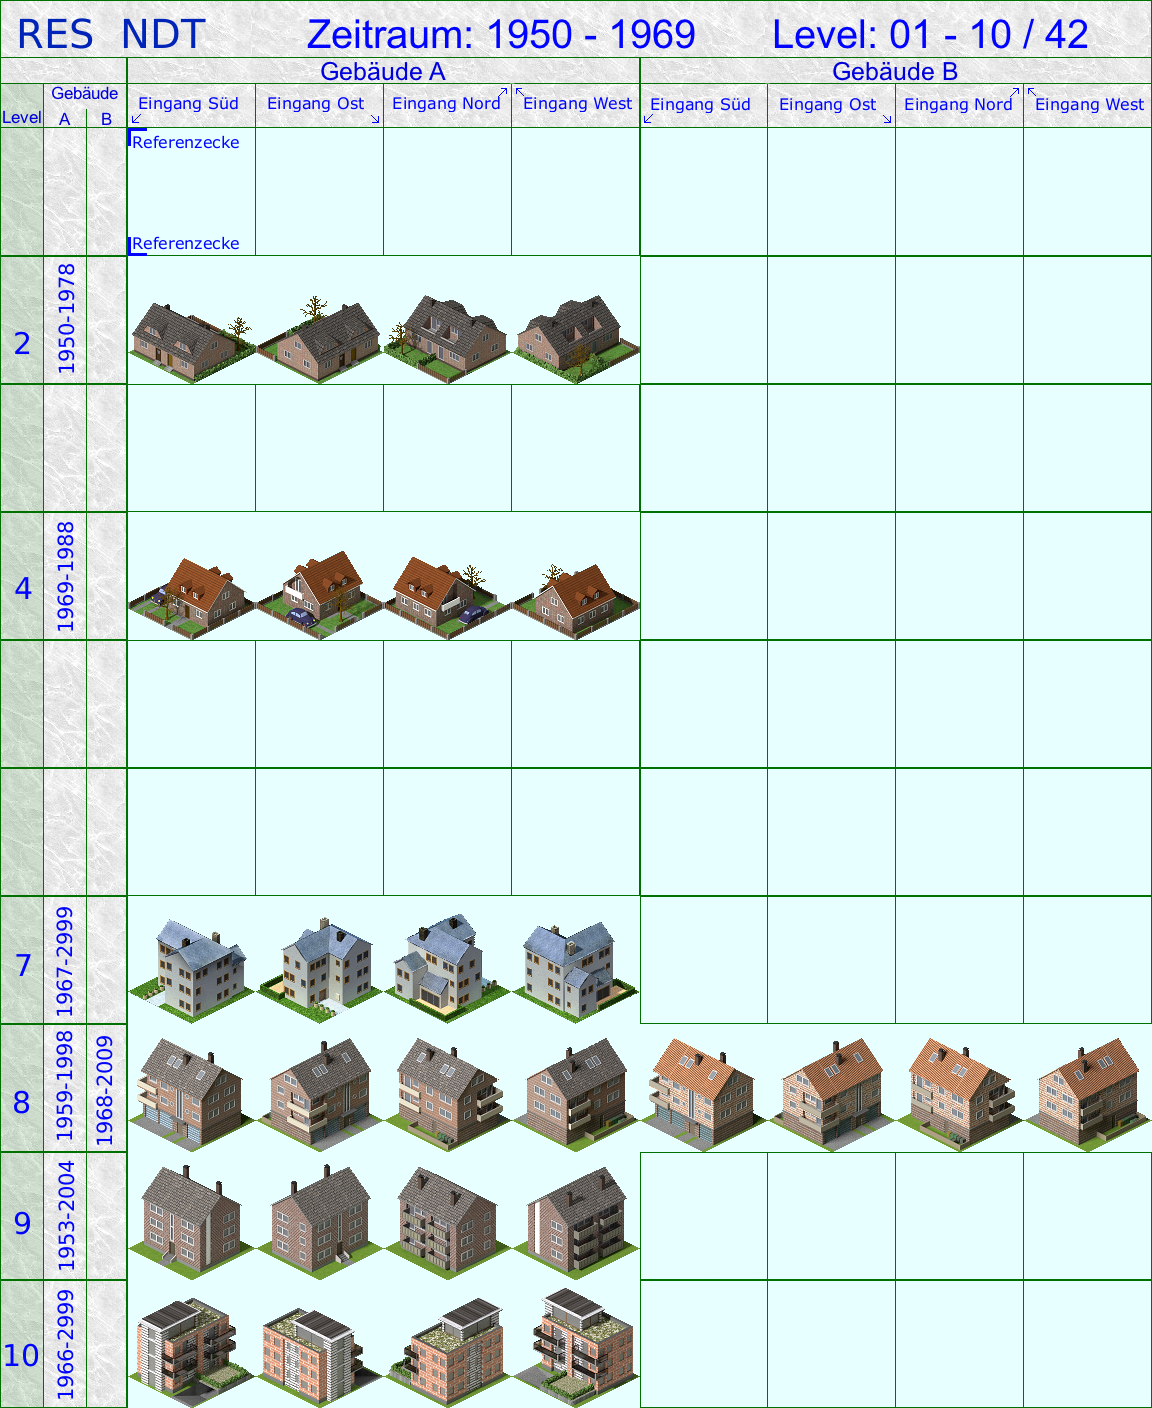 RES NDT Zeitraum: 1950 - 1969 Level: 01 - 10 / 42
Gebäude A Gebäude B
Level Gebäude A B Eingang Süd Eingang Ost Eingang Nord Eingang West Eingang Süd Eingang Ost Eingang Nord Eingang West
Referenzecke
Referenzecke
2 1950-1978
4 1969-1988
7 1967-2999
8 1959-1998 1968-2009
9 1953-2004
10 1966-2999